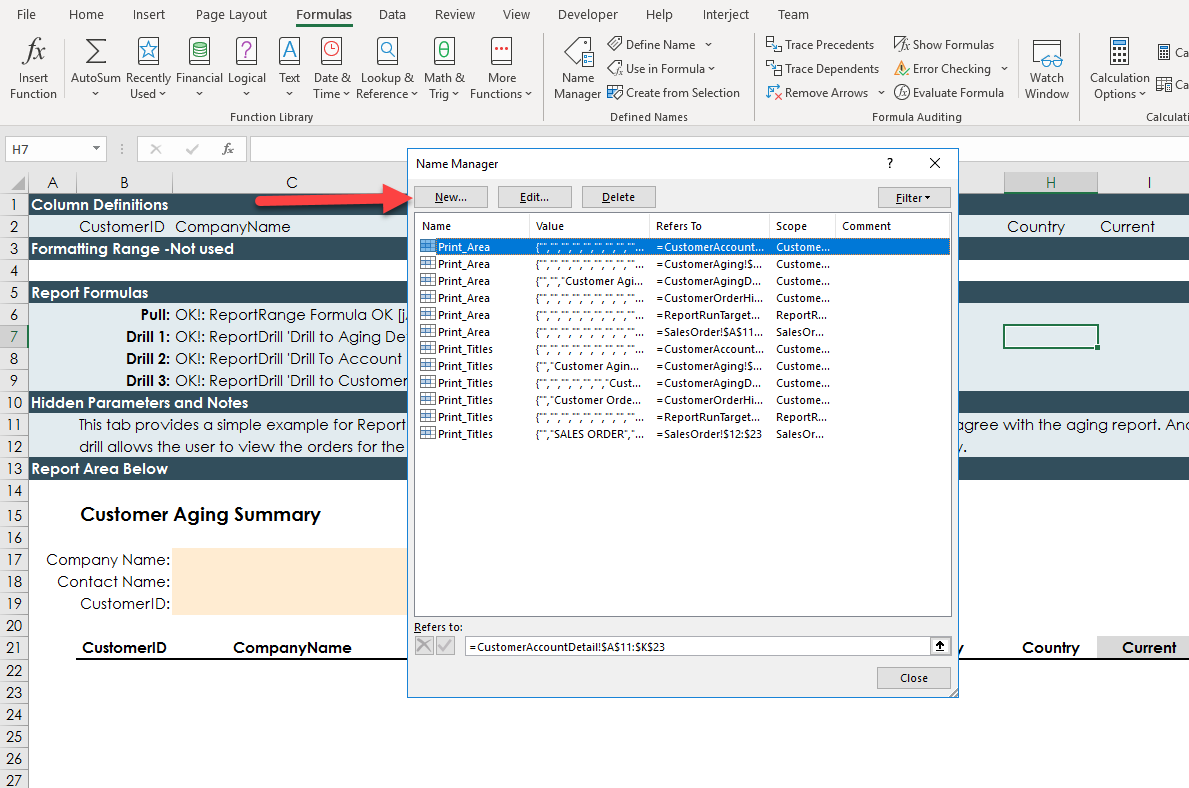 File Home Insert Page Layout Formulas Data Review View Developer Help Interject Team
fx Insert Function
AutoSum
Recently Used
Financial
Logical
Text
Date & Time
Lookup & Reference
Math & Trig
More Functions
Function Library
Name Manager
Define Name
Use in Formula
Create from Selection
Defined Names
Trace Precedents
Trace Dependents
Remove Arrows
Show Formulas
Error Checking
Evaluate Formula
Formula Auditing
Watch Window
Calculation Options
Ca
Ca
Calculati
H7
fx
A B C H I
1 Column Definitions
2 CustomerID CompanyName Country Current
3 Formatting Range -Not used
4
5 Report Formulas
6 Pull: OK!: ReportRange Formula OK [j
7 Drill 1: OK!: ReportDrill 'Drill to Aging De
8 Drill 2: OK!: ReportDrill 'Drill To Account
9 Drill 3: OK!: ReportDrill 'Drill to Customer
10 Hidden Parameters and Notes
11 This tab provides a simple example for Report agree with the aging report. And
12 drill allows the user to view the orders for the y.
13 Report Area Below
14
15 Customer Aging Summary
16
17 Company Name:
18 Contact Name:
19 CustomerID:
20
21 CustomerID CompanyName y Country Current
22
23
24
25
26
27
Name Manager ?
New... Edit... Delete Filter
Name Value Refers To Scope Comment
Print_Area {"","","","","","","","",""... =CustomerAccount... Custome...
Print_Area {"","","","","","","","",""... =CustomerAging!$... Custome...
Print_Area {"","","Customer Agi... =CustomerAgingD... Custome...
Print_Area {"","","","","","","","",""... =CustomerOrderHi... Custome...
Print_Area {"","","","","","","","",""... =ReportRunTarget... ReportR...
Print_Area {"","","","","","","","",""... =SalesOrder!$A$11... SalesOr...
Print_Titles {"","","","","","","","",""... =CustomerAccount... Custome...
Print_Titles {"","Customer Agin... =CustomerAging!$... Custome...
Print_Titles {"","","","","","","Cust... =CustomerAgingD... Custome...
Print_Titles {"","Customer Orde... =CustomerOrderHi... Custome...
Print_Titles {"","","","","","","","",""... =ReportRunTarget... ReportR...
Print_Titles {"","SALES ORDER","... =SalesOrder!$12:$23 SalesOr...
Refers to:
=CustomerAccountDetail!$A$11:$K$23
Close